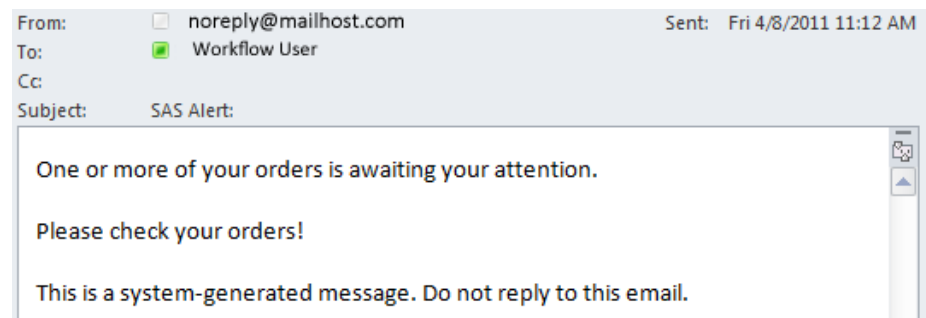 From: noreply@mailhost.com Sent: Fri 4/8/2011 11:12 AM
To: Workflow User
Cc:
Subject: SAS Alert:
One or more of your orders is awaiting your attention.
Please check your orders!
This is a system-generated message. Do not reply to this email.